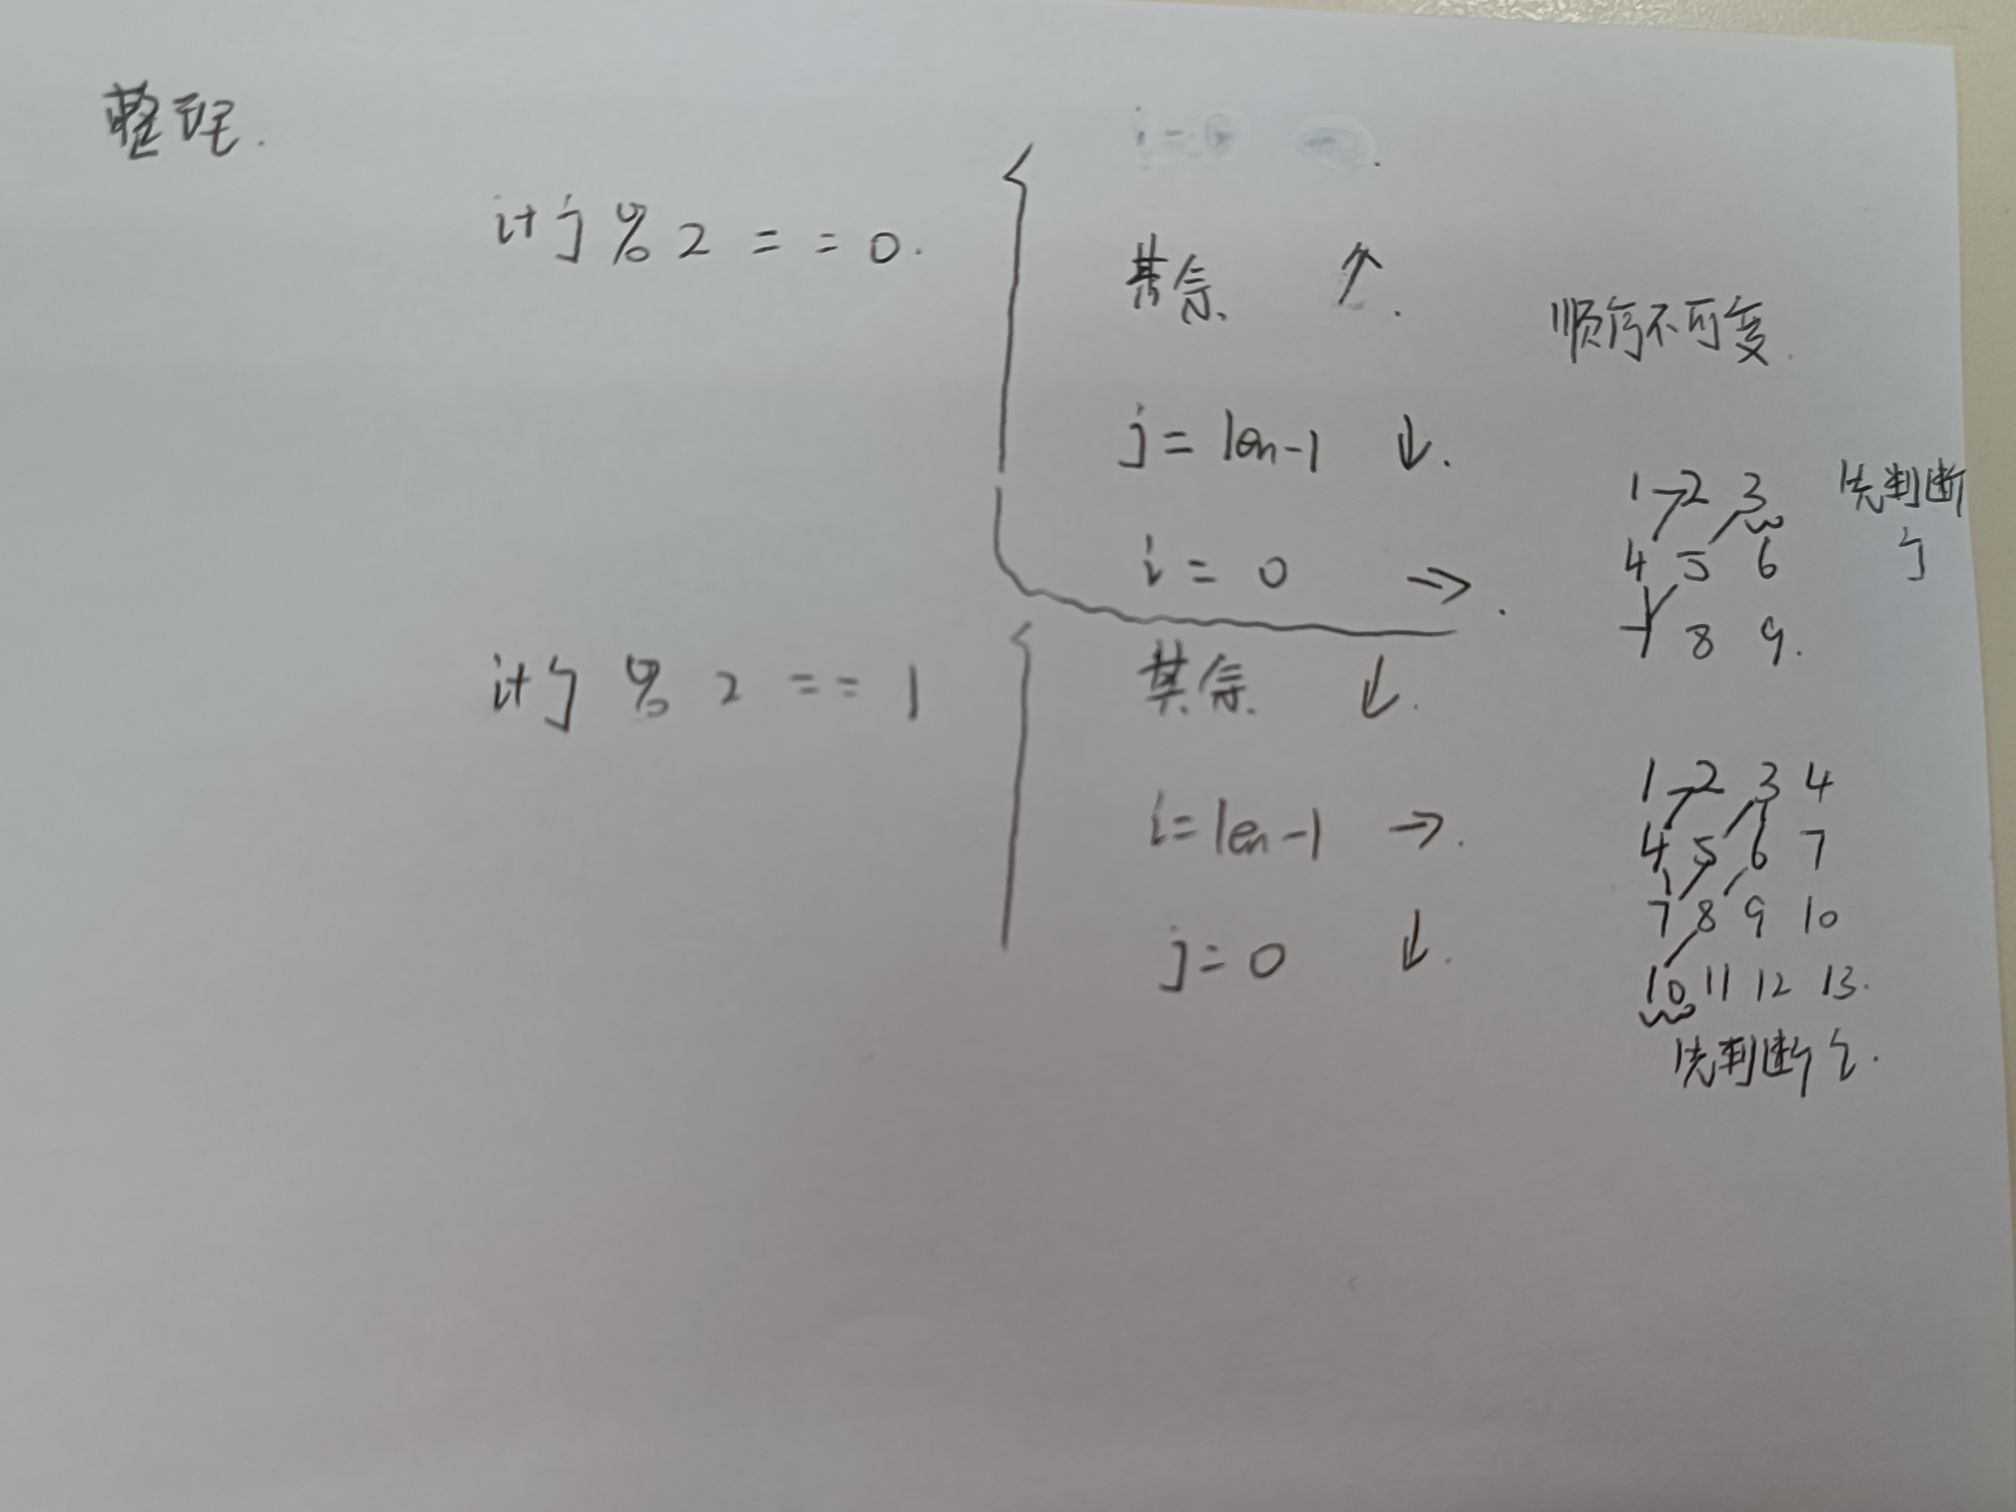 整理.
i+j % 2 == 0.
其余 ↑.
顺序不可变.
j = len-1 ↓.
i = 0 →.
1 2 3
4 5 6
7 8 9.
先判断
j
i+j % 2 == 1
其余 ↓.
i = len-1 →.
j = 0 ↓.
1 2 3 4
4 5 6 7
7 8 9 10
10 11 12 13.
先判断i.